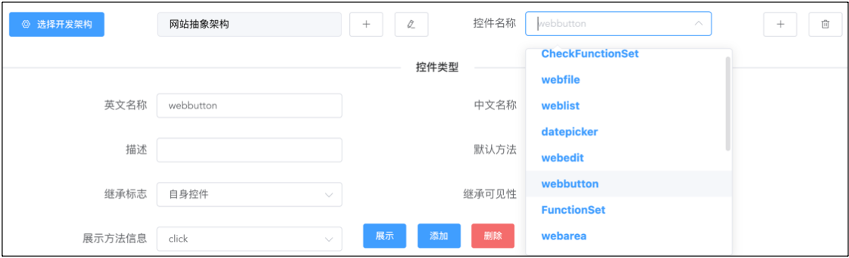 选择开发架构 网站抽象架构 控件名称 webbutton
CheckFunctionSet
控件类型
webfile
英文名称 webbutton 中文名称
weblist
datepicker
描述 默认方法
webedit
webbutton
继承标志 自身控件 继承可见性
FunctionSet
展示方法信息 click 展示 添加 删除
webarea